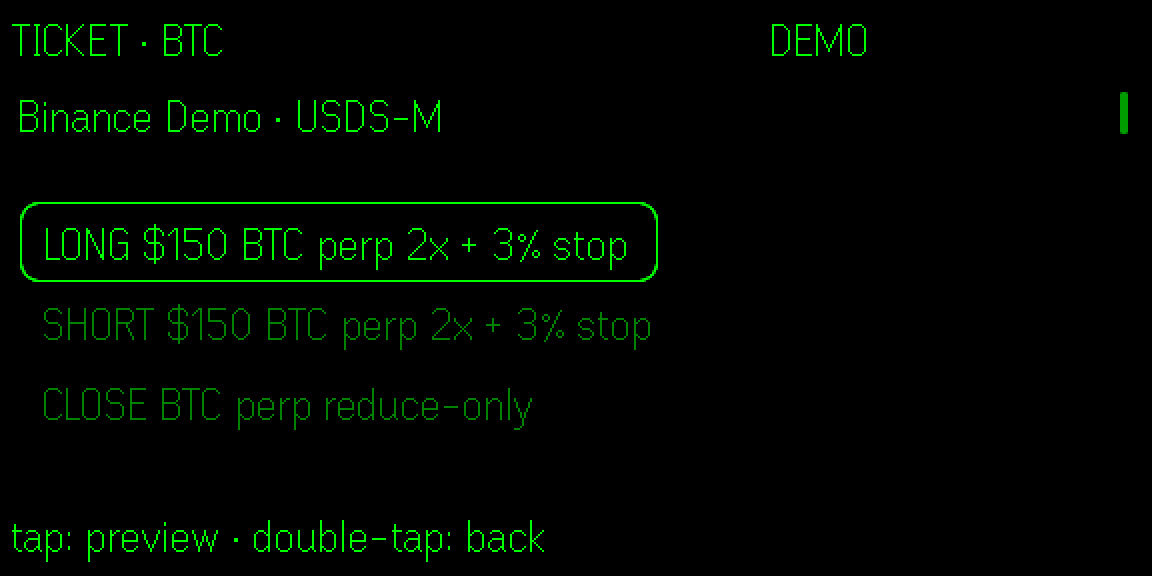 TICKET · BTC DEMO
Binance Demo · USDS-M
LONG $150 BTC perp 2x + 3% stop
SHORT $150 BTC perp 2x + 3% stop
CLOSE BTC perp reduce-only
tap: preview · double-tap: back